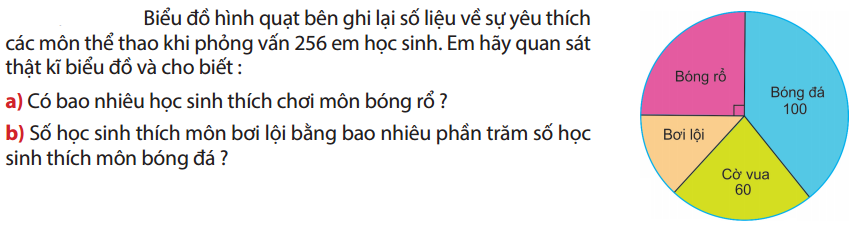 Biểu đồ hình quạt bên ghi lại số liệu về sự yêu thích
các môn thể thao khi phỏng vấn 256 em học sinh. Em hãy quan sát
thật kĩ biểu đồ và cho biết :
a) Có bao nhiêu học sinh thích chơi môn bóng rổ ?
b) Số học sinh thích môn bơi lội bằng bao nhiêu phần trăm số học
sinh thích môn bóng đá ?
Bóng rổ
Bóng đá
100
Bơi lội
Cờ vua
60